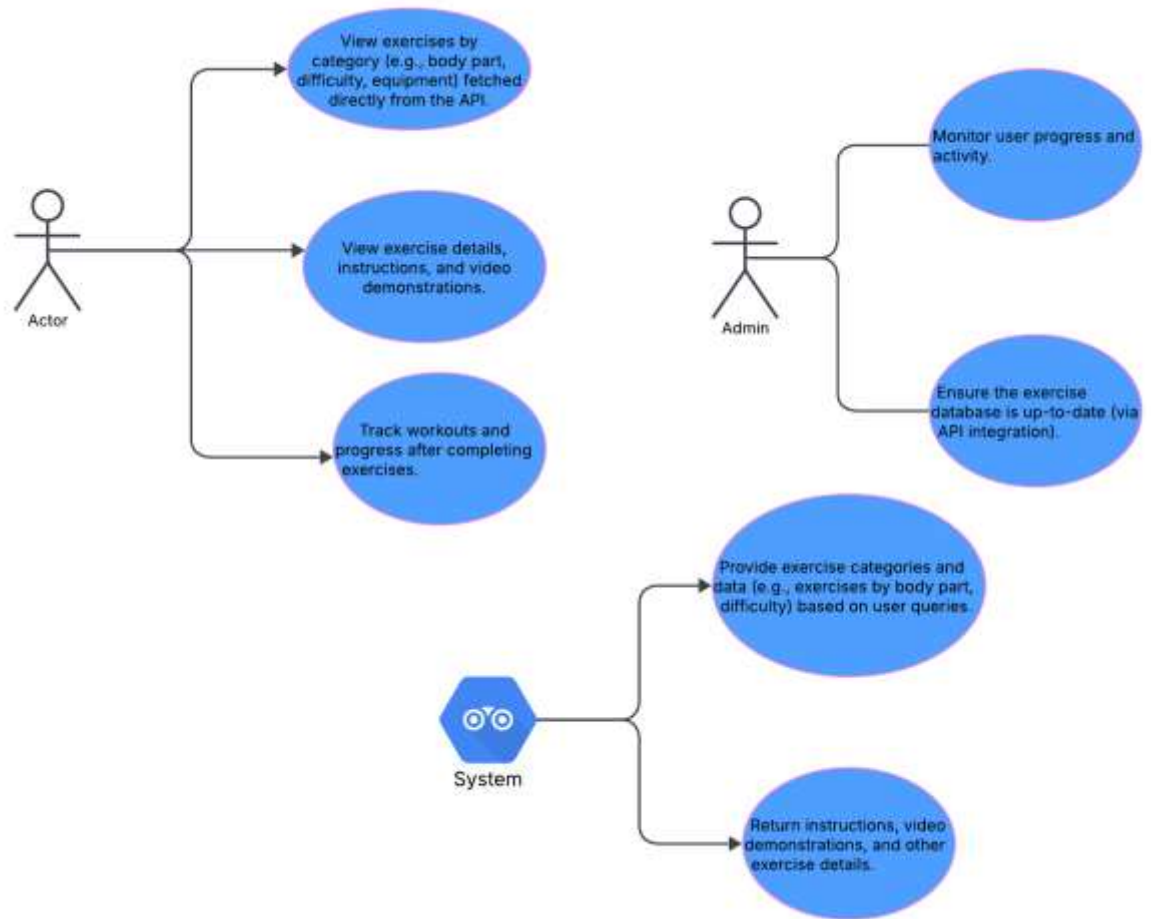 View exercises by
category (e.g., body part,
difficulty, equipment) fetched
directly from the API.
View exercise details,
instructions, and video
demonstrations.
Actor
Track workouts and
progress after completing
exercises.
Monitor user progress and
activity.
Admin
Ensure the exercise
database is up-to-date (via
API integration).
Provide exercise categories and
data (e.g., exercises by body part,
difficulty) based on user queries.
System
Return instructions, video
demonstrations, and other
exercise details.